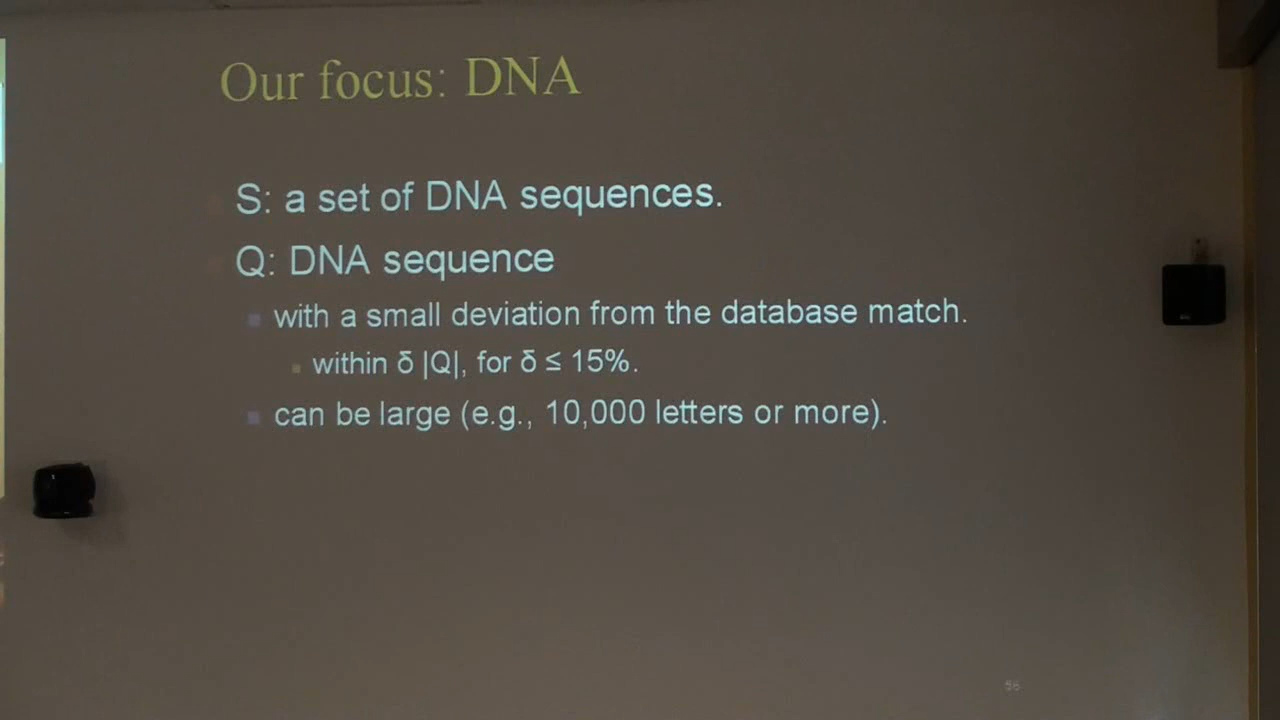 Our focus: DNA
S: a set of DNA sequences.
Q: DNA sequence
with a small deviation from the database match.
within δ |Q|, for δ ≤ 15%.
can be large (e.g., 10,000 letters or more).